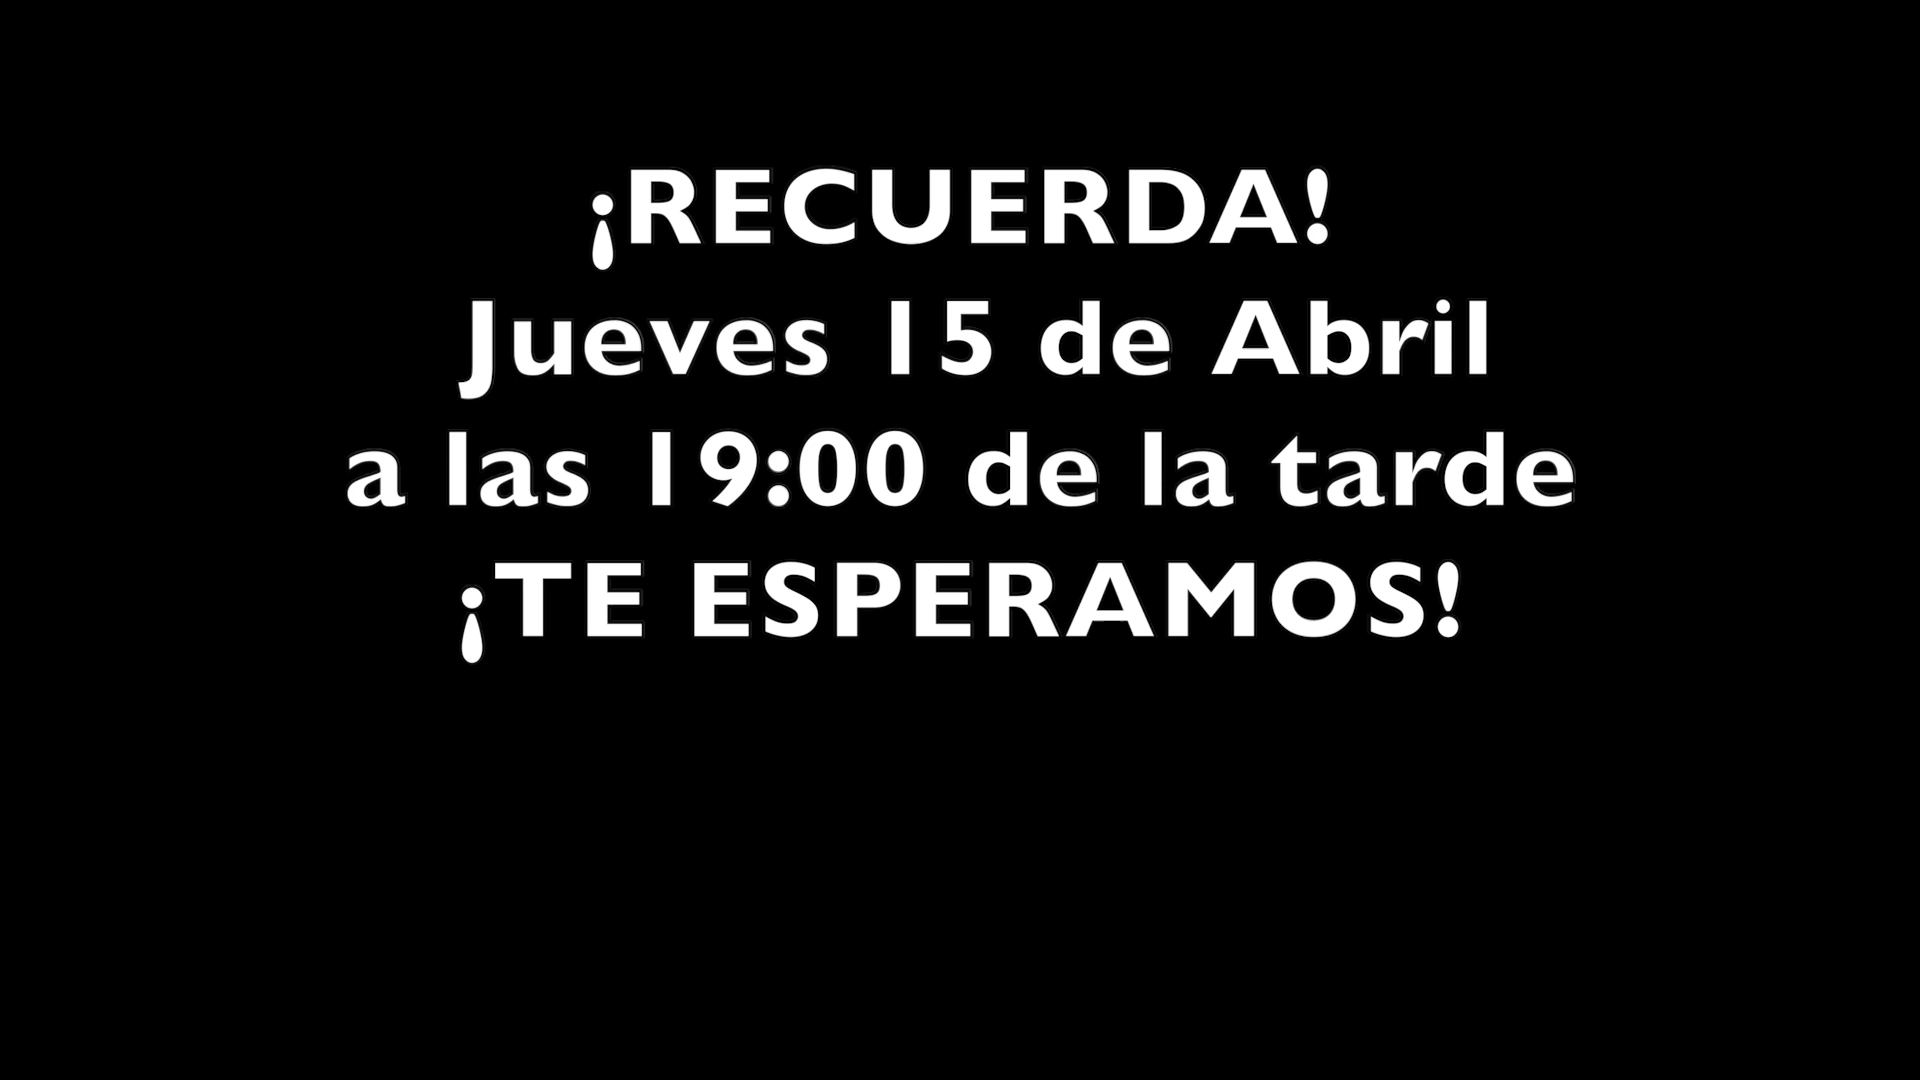 ¡RECUERDA!
Jueves 15 de Abril
a las 19:00 de la tarde
¡TE ESPERAMOS!